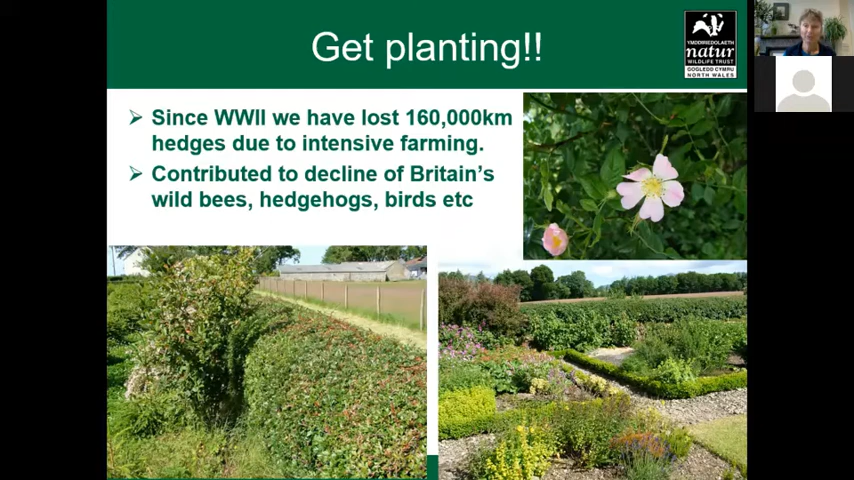 Get planting!!
YMDDIRIEDOLAETH
natur
WILDLIFE TRUST
GOGLEDD CYMRU
NORTH WALES
➢ Since WWII we have lost 160,000km
hedges due to intensive farming.
➢ Contributed to decline of Britain's
wild bees, hedgehogs, birds etc